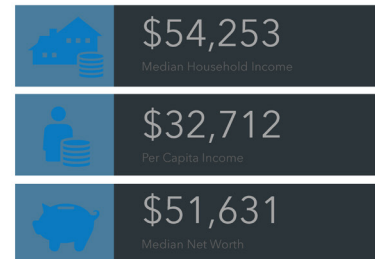 $54,253
Median Household Income
$32,712
Per Capita Income
$51,631
Median Net Worth